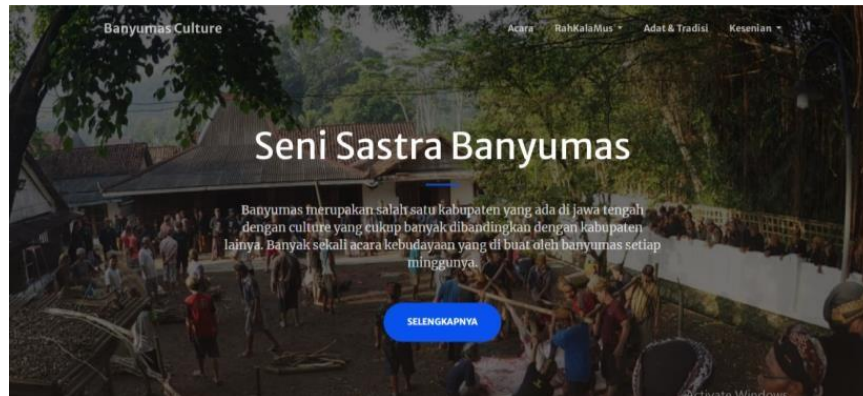 Banyumas Culture
Acara RahKalaMus Adat & Tradisi Kesenian
Seni Sastra Banyumas
Banyumas merupakan salah satu kabupaten yang ada di jawa tengah
dengan culture yang cukup banyak dibandingkan dengan kabupaten
lainya. Banyak sekali acara kebudayaan yang di buat oleh banyumas setiap
minggunya.
SELENGKAPNYA
Activate Windows